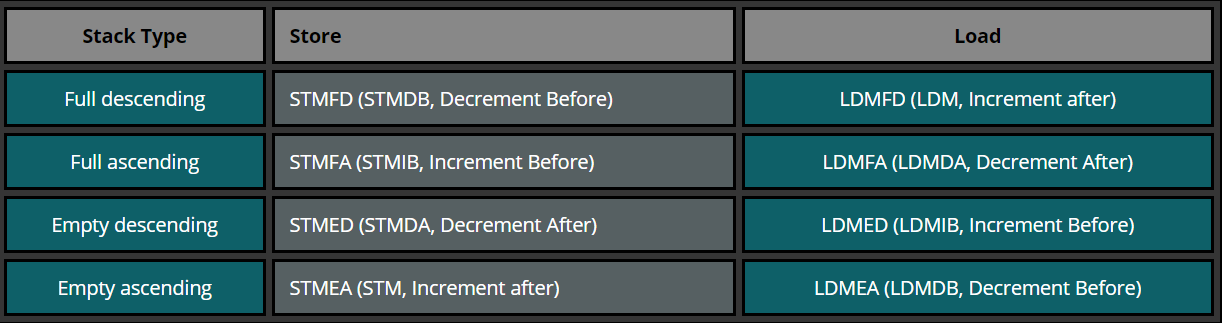 Stack Type Store Load
Full descending STMFD (STMDB, Decrement Before) LDMFD (LDM, Increment after)
Full ascending STMFA (STMIB, Increment Before) LDMFA (LDMDA, Decrement After)
Empty descending STMED (STMDA, Decrement After) LDMED (LDMIB, Increment Before)
Empty ascending STMEA (STM, Increment after) LDMEA (LDMDB, Decrement Before)